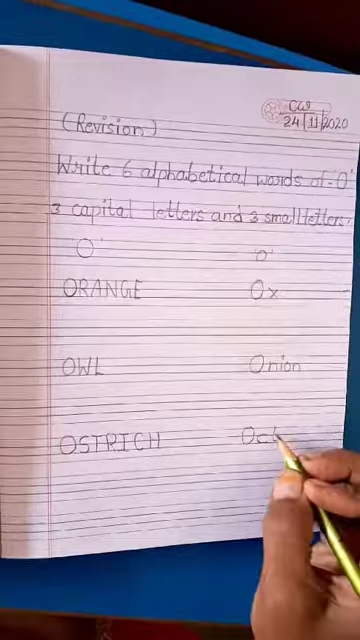 CW
24/11/2020
(Revision)
Write 6 alphabetical words of - 'O'
3 capital letters and 3 small letters.
'O' 'o'
ORANGE Ox
OWL Onion
OSTRICH Oct